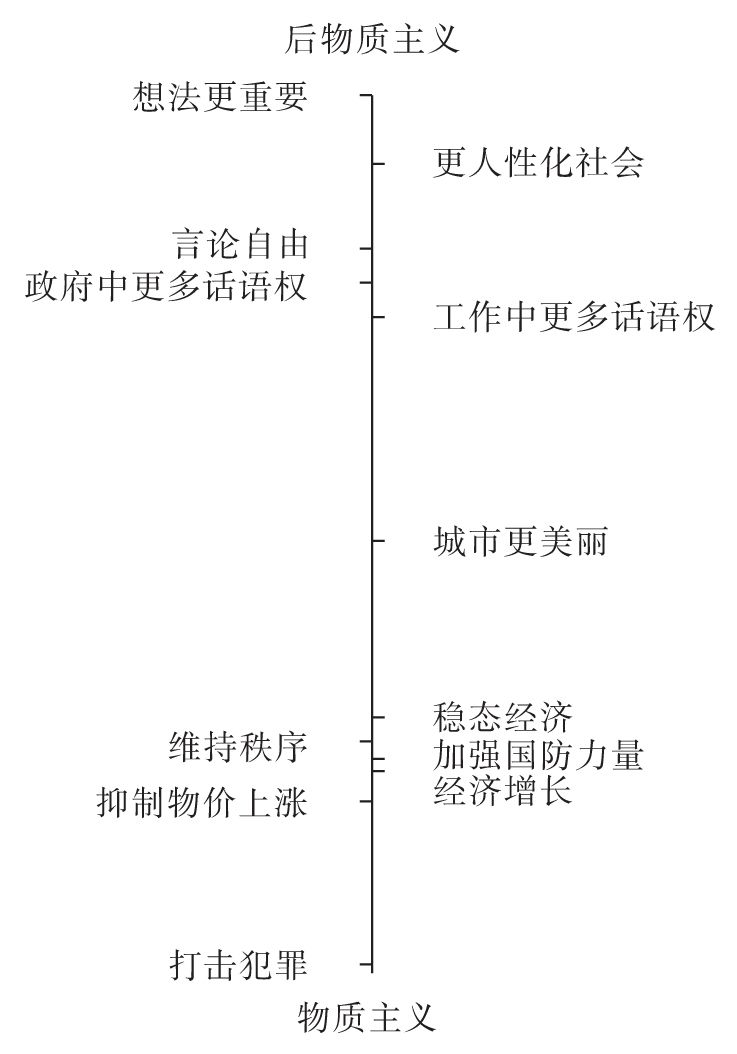 后物质主义
想法更重要
更人性化社会
言论自由
政府中更多话语权
工作中更多话语权
城市更美丽
稳态经济
维持秩序
加强国防力量
经济增长
抑制物价上涨
打击犯罪
物质主义